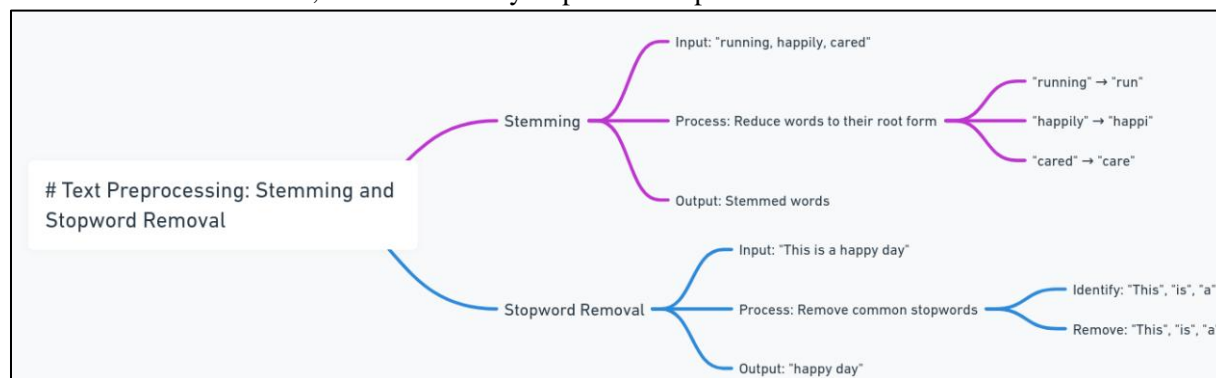 # Text Preprocessing: Stemming and
Stopword Removal
Stemming
Input: "running, happily, cared"
Process: Reduce words to their root form
"running" → "run"
"happily" → "happi"
"cared" → "care"
Output: Stemmed words
Stopword Removal
Input: "This is a happy day"
Process: Remove common stopwords
Identify: "This", "is", "a"
Remove: "This", "is", "a"
Output: "happy day"